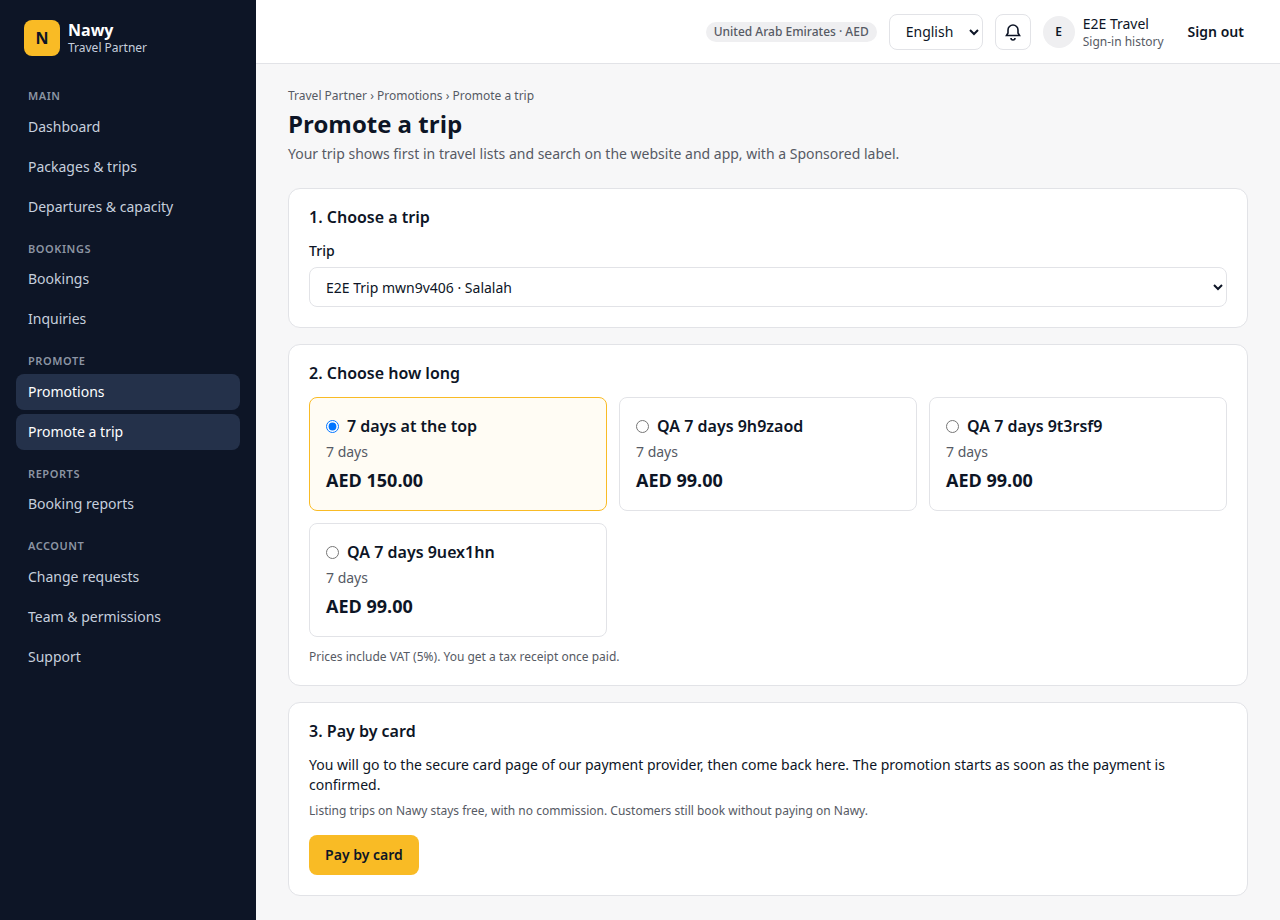 N
Nawy
Travel Partner
MAIN
Dashboard
Packages & trips
Departures & capacity
BOOKINGS
Bookings
Inquiries
PROMOTE
Promotions
Promote a trip
REPORTS
Booking reports
ACCOUNT
Change requests
Team & permissions
Support
United Arab Emirates · AED
English
E
E2E Travel
Sign-in history
Sign out
Travel Partner › Promotions › Promote a trip
Promote a trip
Your trip shows first in travel lists and search on the website and app, with a Sponsored label.
1. Choose a trip
Trip
E2E Trip mwn9v406 · Salalah
2. Choose how long
7 days at the top
7 days
AED 150.00
QA 7 days 9h9zaod
7 days
AED 99.00
QA 7 days 9t3rsf9
7 days
AED 99.00
QA 7 days 9uex1hn
7 days
AED 99.00
Prices include VAT (5%). You get a tax receipt once paid.
3. Pay by card
You will go to the secure card page of our payment provider, then come back here. The promotion starts as soon as the payment is
confirmed.
Listing trips on Nawy stays free, with no commission. Customers still book without paying on Nawy.
Pay by card